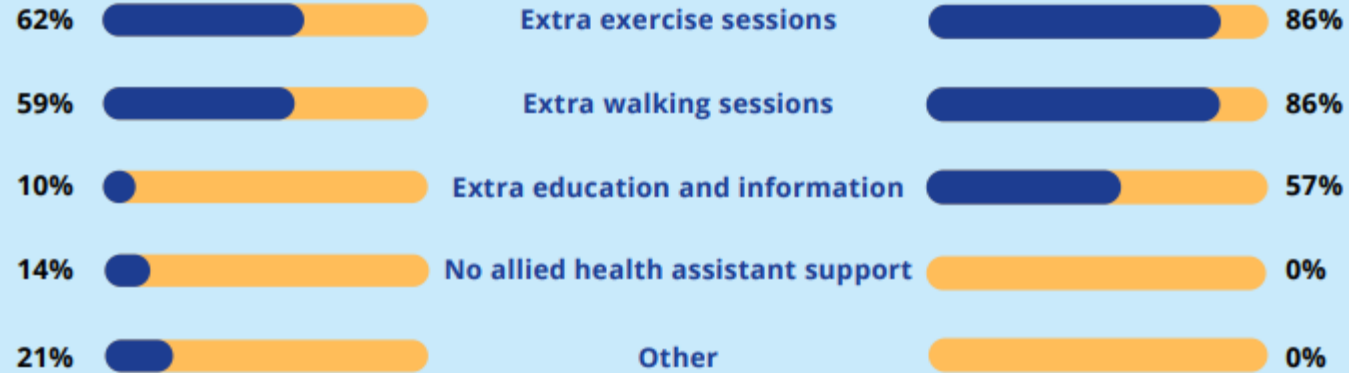 62% Extra exercise sessions 86%
59% Extra walking sessions 86%
10% Extra education and information 57%
14% No allied health assistant support 0%
21% Other 0%